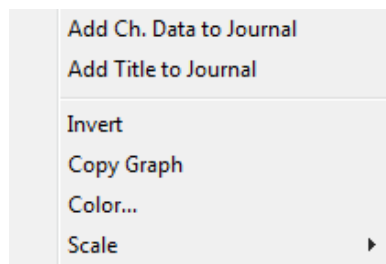 Add Ch. Data to Journal
Add Title to Journal
Invert
Copy Graph
Color...
Scale